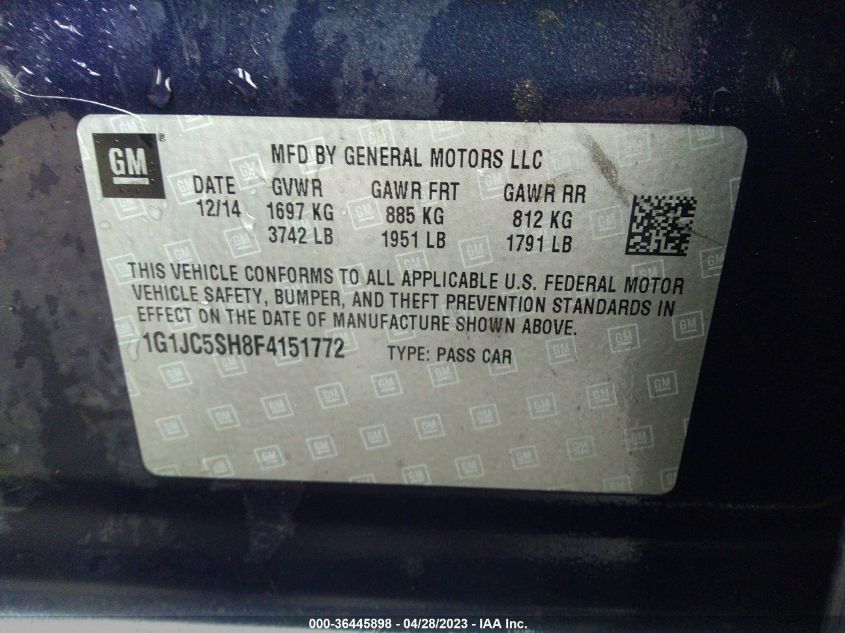 GM
MFD BY GENERAL MOTORS LLC
DATE GVWR GAWR FRT GAWR RR
12/14 1697 KG 885 KG 812 KG
3742 LB 1951 LB 1791 LB
THIS VEHICLE CONFORMS TO ALL APPLICABLE U.S. FEDERAL MOTOR
VEHICLE SAFETY, BUMPER, AND THEFT PREVENTION STANDARDS IN
EFFECT ON THE DATE OF MANUFACTURE SHOWN ABOVE.
1G1JC5SH8F4151772 TYPE: PASS CAR
000-36445898 - 04/28/2023 - IAA Inc.